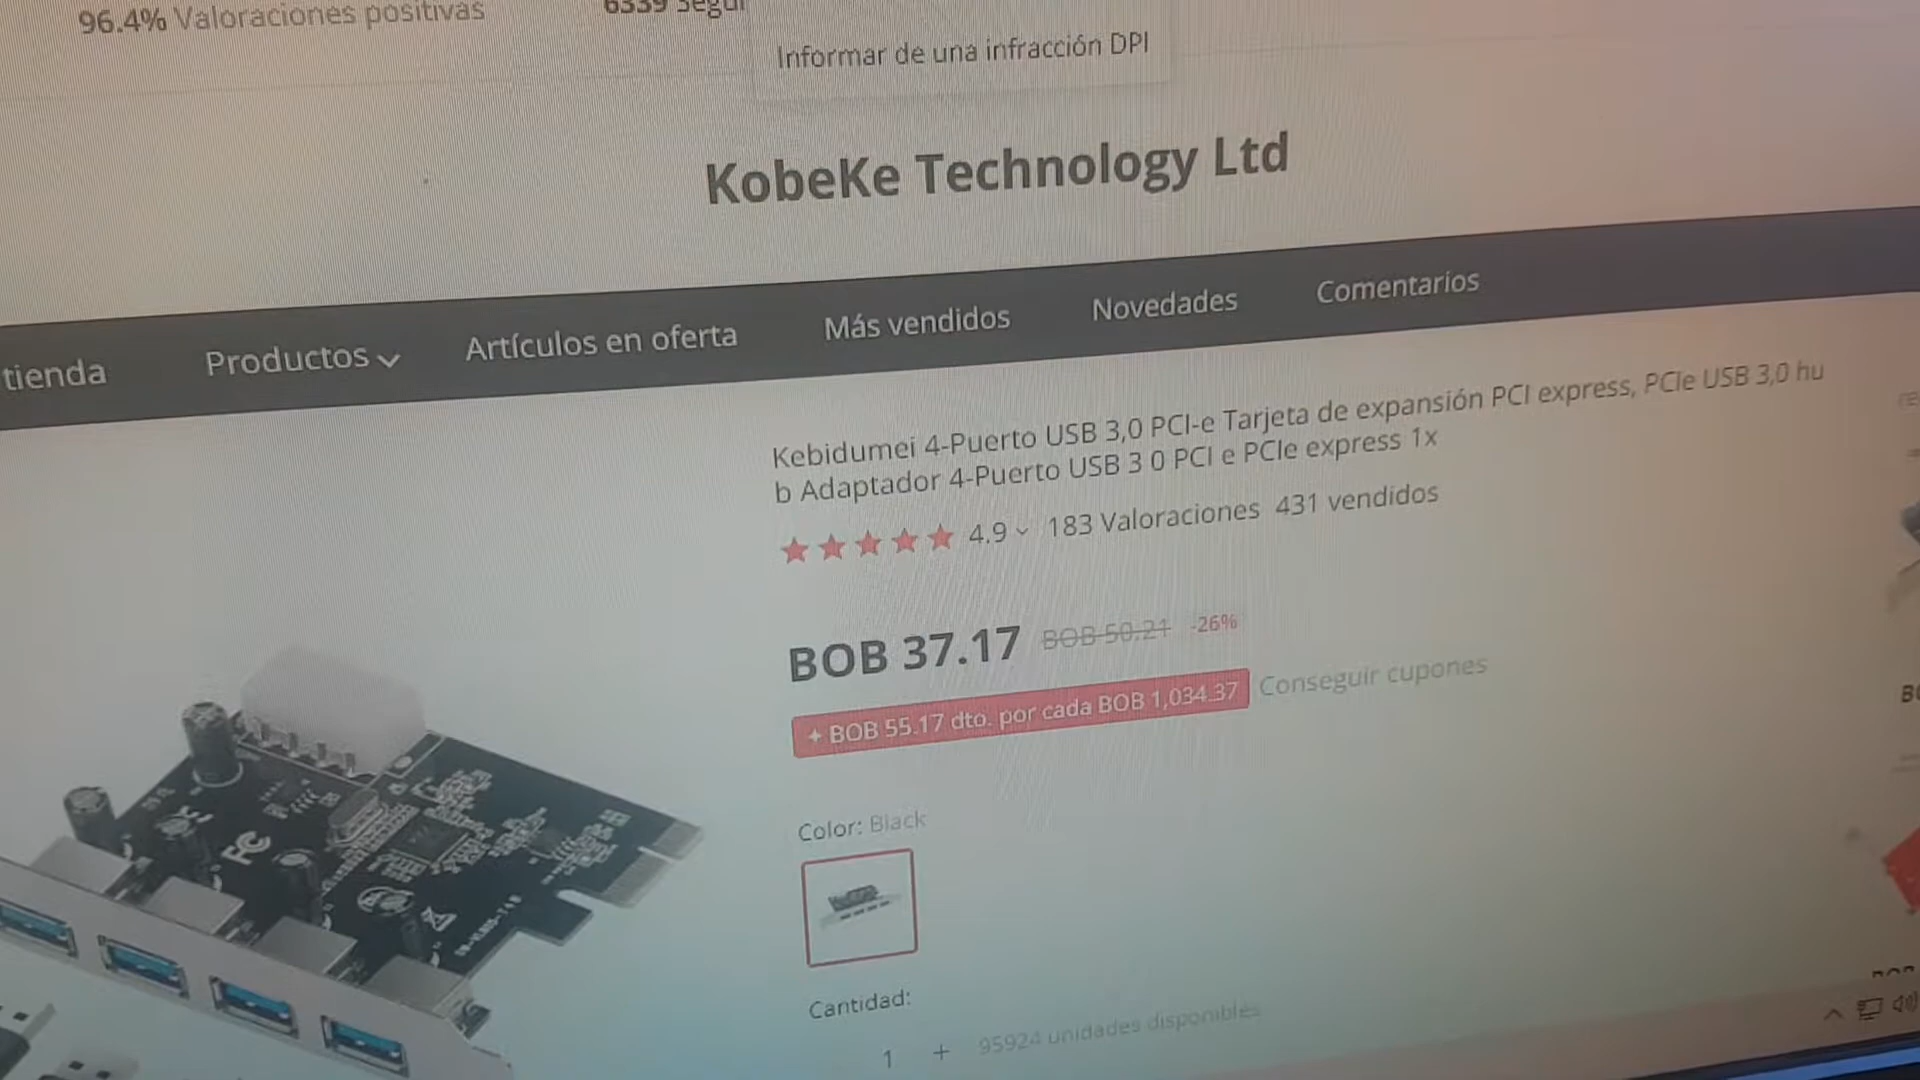 96.4% Valoraciones positivas
6339 Segui
Informar de una infracción DPI
KobeKe Technology Ltd
tienda
Productos
Artículos en oferta
Más vendidos
Novedades
Comentarios
Kebidumei 4-Puerto USB 3,0 PCI-e Tarjeta de expansión PCI express, PCIe USB 3,0 hu
b Adaptador 4-Puerto USB 3 0 PCI e PCIe express 1x
4.9 183 Valoraciones 431 vendidos
BOB 37.17 BOB 50.21 -26%
+ BOB 55.17 dto. por cada BOB 1,034.37 Conseguir cupones
Color: Black
FC
Cantidad:
1 + 95924 unidades disponibles